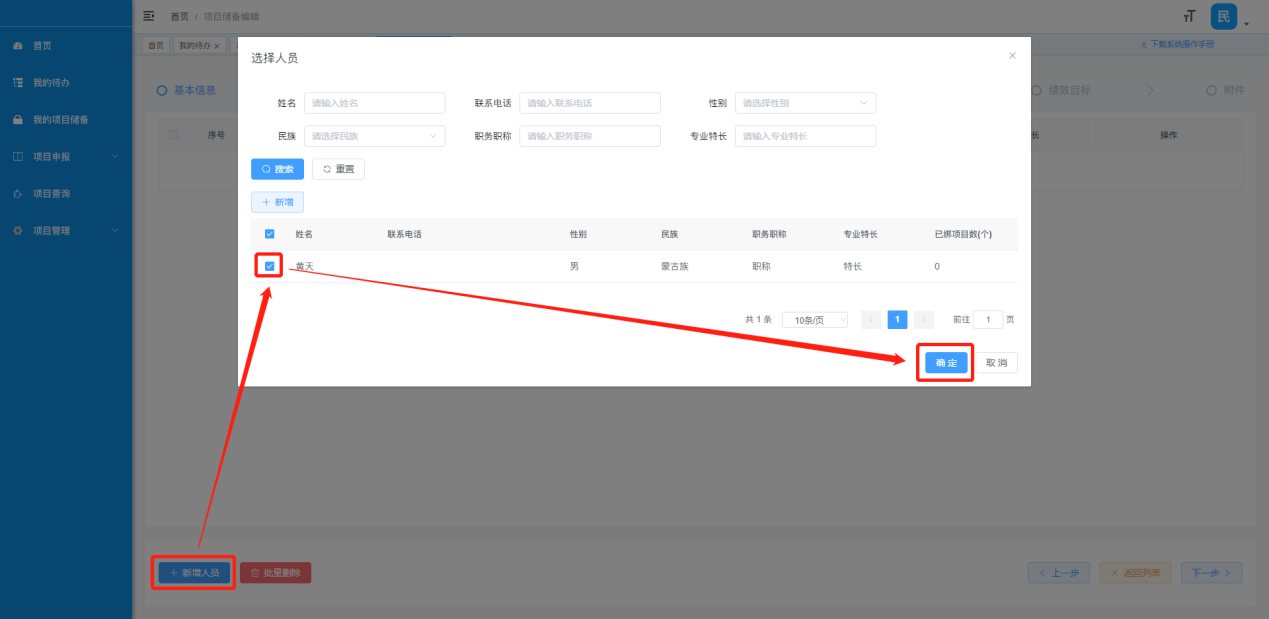 首页 / 项目储备编辑
民
首页
我的待办
下载系统操作手册
首页
我的待办
我的项目储备
项目申报
项目查询
项目管理
基本信息
绩效目标
附件
序号
长
操作
选择人员
姓名 请输入姓名 联系电话 请输入联系电话 性别 请选择性别
民族 请选择民族 职务职称 请输入职务职称 专业特长 请输入专业特长
搜索 重置
新增
姓名 联系电话 性别 民族 职务职称 专业特长 已绑项目数(个)
黄天 男 蒙古族 职称 特长 0
共 1 条 10条/页 1 前往 1 页
确 定 取 消
新增人员 批量删除 上一步 返回列表 下一步